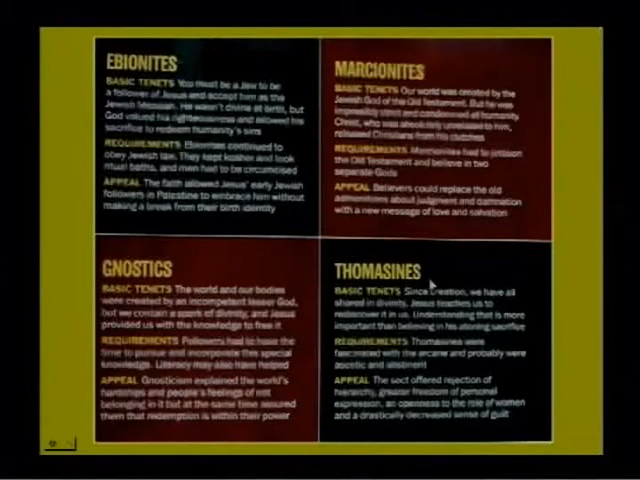 EBIONITES
BASIC TENETS You must be a Jew to be
a follower of Jesus and accept him as the
Jewish Messiah. He wasn't divine at birth, but
God valued his righteousness and allowed his
sacrifice to redeem humanity's sins
REQUIREMENTS Ebionites continued to
obey Jewish law. They kept kosher and took
ritual baths, and men had to be circumcised
APPEAL The faith allowed Jesus' early Jewish
followers in Palestine to embrace him without
making a break from their birth identity
MARCIONITES
BASIC TENETS Our world was created by the
Jewish God of the Old Testament. But he was
impossibly strict and condemned all humanity.
Christ, who was absolutely unrelated to him,
released Christians from his clutches
REQUIREMENTS Marcionites had to jettison
the Old Testament and believe in two
separate Gods
APPEAL Believers could replace the old
admonitions about judgment and damnation
with a new message of love and salvation
GNOSTICS
BASIC TENETS The world and our bodies
were created by an incompetent lesser God,
but we contain a spark of divinity, and Jesus
provided us with the knowledge to free it
REQUIREMENTS Followers had to have the
time to pursue and incorporate this special
knowledge. Literacy may also have helped
APPEAL Gnosticism explained the world's
hardships and people's feelings of not
belonging in it but at the same time assured
them that redemption is within their power
THOMASINES
BASIC TENETS Since Creation, we have all
shared in divinity. Jesus teaches us to
rediscover it in us. Understanding that is more
important than believing in his atoning sacrifice
REQUIREMENTS Thomasines were
fascinated with the arcane and probably were
ascetic and abstinent
APPEAL The sect offered rejection of
hierarchy, greater freedom of personal
expression, an openness to the role of women
and a drastically decreased sense of guilt